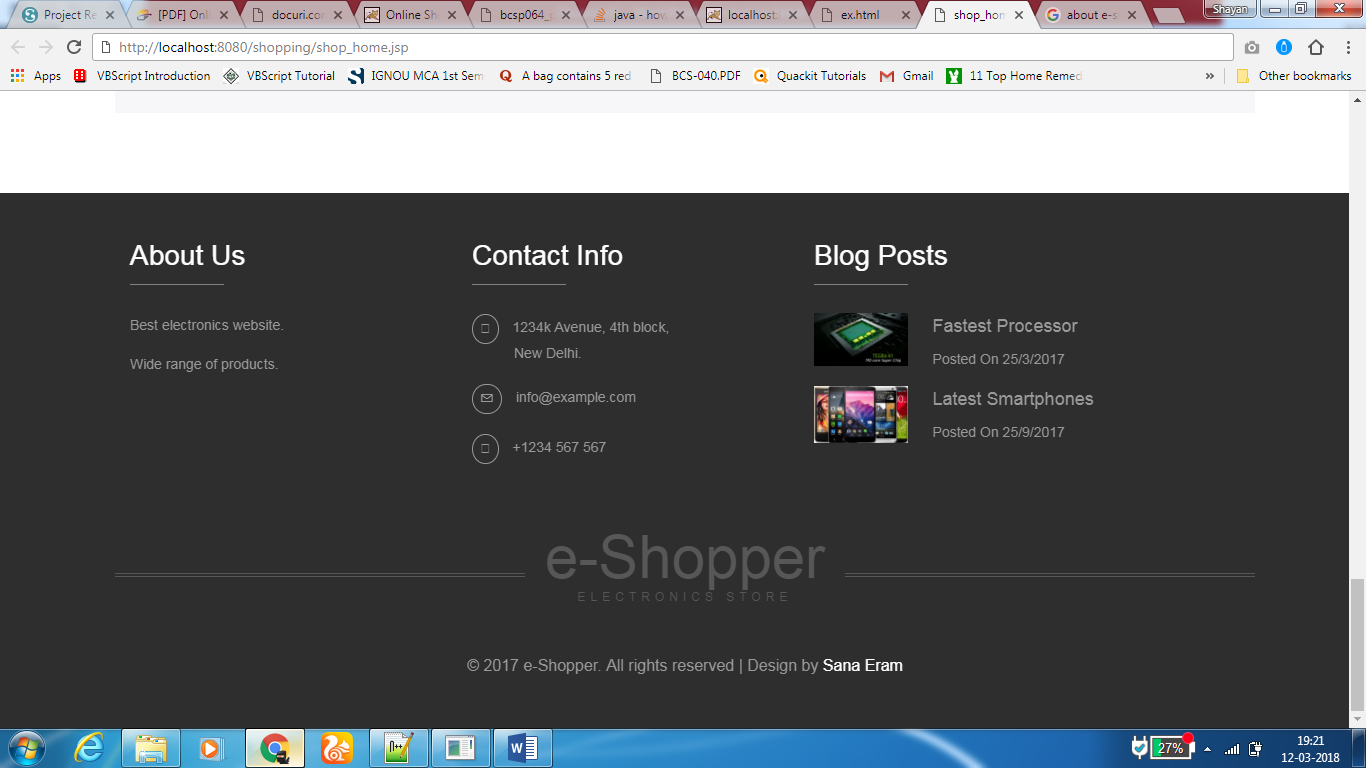 Project Re
[PDF] Onl
docuri.co
Online Sh
bcsp064_
java - how
localhost:
ex.html
shop_hom
about e-s
Shayan
http://localhost:8080/shopping/shop_home.jsp
Apps VBScript Introduction VBScript Tutorial IGNOU MCA 1st Sem A bag contains 5 red BCS-040.PDF Quackit Tutorials Gmail 11 Top Home Remed » Other bookmarks
About Us
Best electronics website.
Wide range of products.
Contact Info
1234k Avenue, 4th block,
New Delhi.
info@example.com
+1234 567 567
Blog Posts
Fastest Processor
Posted On 25/3/2017
Latest Smartphones
Posted On 25/9/2017
e-Shopper
ELECTRONICS STORE
© 2017 e-Shopper. All rights reserved | Design by Sana Eram
27%
19:21
12-03-2018